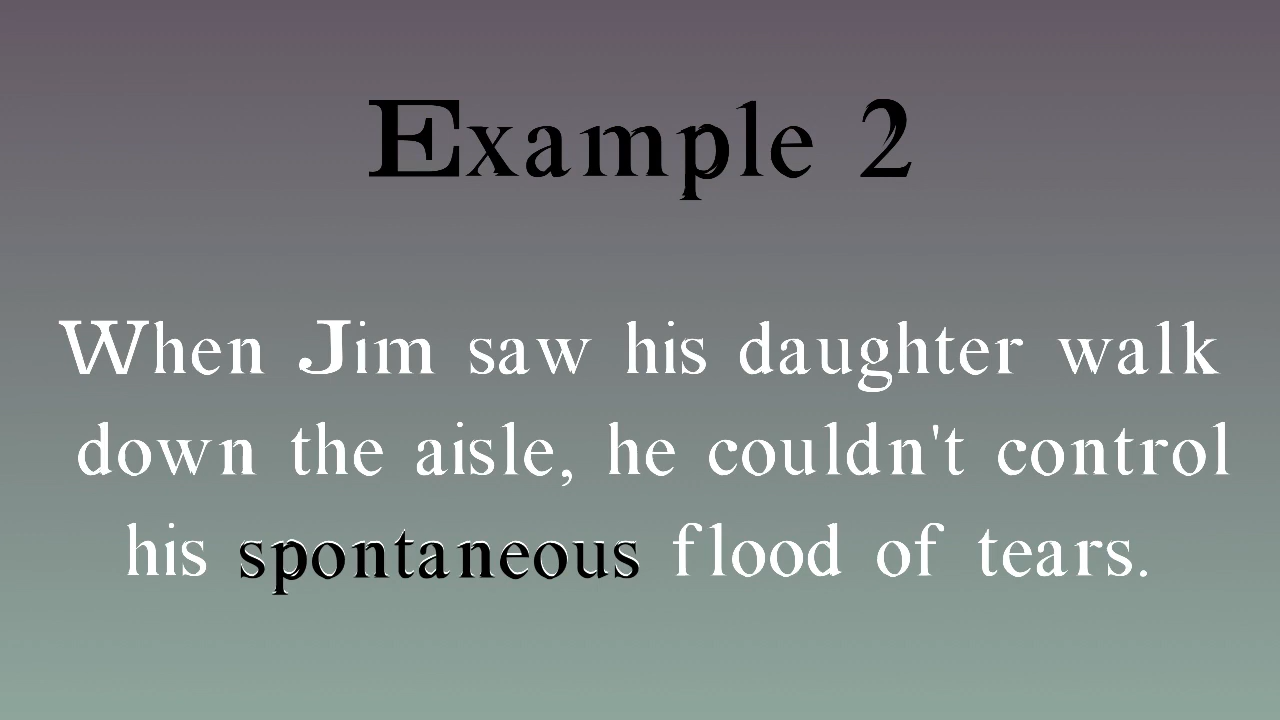 Example 2
When Jim saw his daughter walk
down the aisle, he couldn't control
his spontaneous flood of tears.